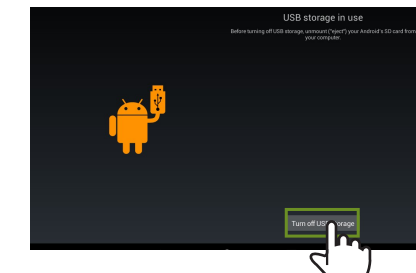 USB storage in use
Before turning off USB storage, unmount ("eject") your Android's SD card from
your computer.
Turn off storage